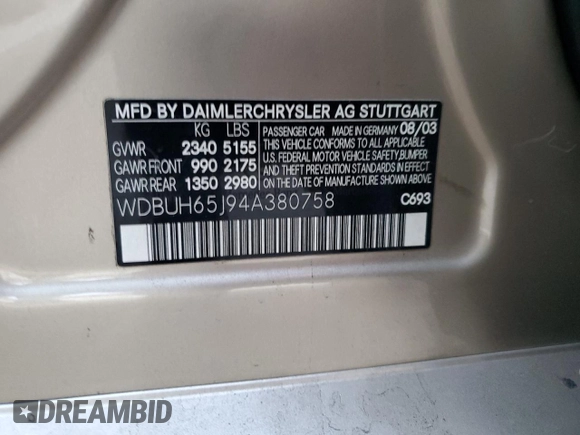 MFD BY DAIMLERCHRYSLER AG STUTTGART
KG LBS
GVWR 2340 5155
GAWR FRONT 990 2175
GAWR REAR 1350 2980
PASSENGER CAR MADE IN GERMANY 08/03
THIS VEHICLE CONFORMS TO ALL APPLICABLE
U.S. FEDERAL MOTOR VEHICLE SAFETY, BUMPER
AND THEFT PREVENTION STANDARDS IN EFFECT ON THE
DATE OF MANUFACTURE SHOWN ABOVE.
WDBUH65J94A380758 C693
DREAMBID